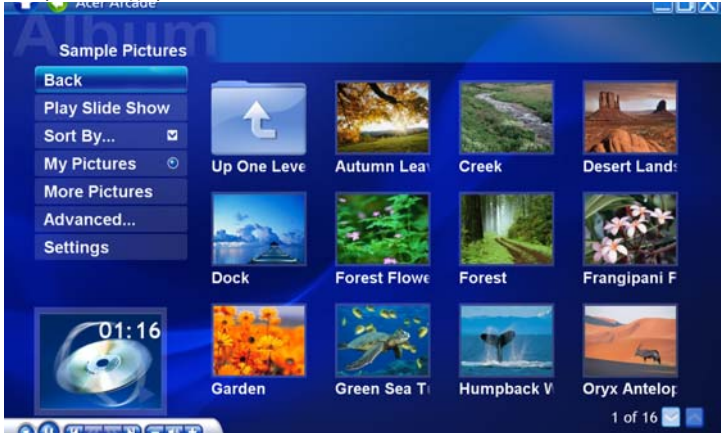 Acer Arcade
Album
Sample Pictures
Back
Play Slide Show
Sort By...
My Pictures
More Pictures
Advanced...
Settings
01:16
Up One Leve
Autumn Lea
Creek
Desert Lands
Dock
Forest Flowe
Forest
Frangipani F
Garden
Green Sea T
Humpback W
Oryx Antelop
1 of 16